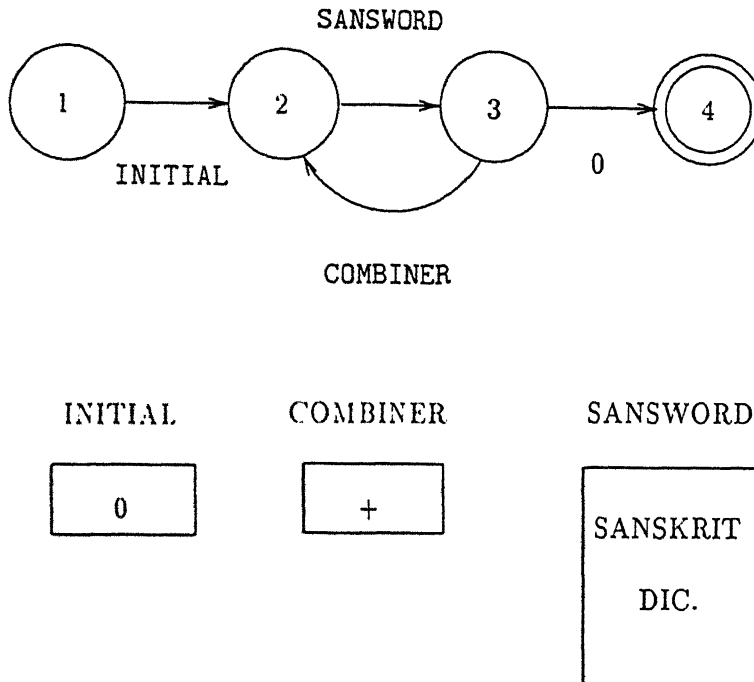 SANSWORD
1 2 3 4
INITIAL 0
COMBINER
INITIAL COMBINER SANSWORD
0 + SANSKRIT
DIC.